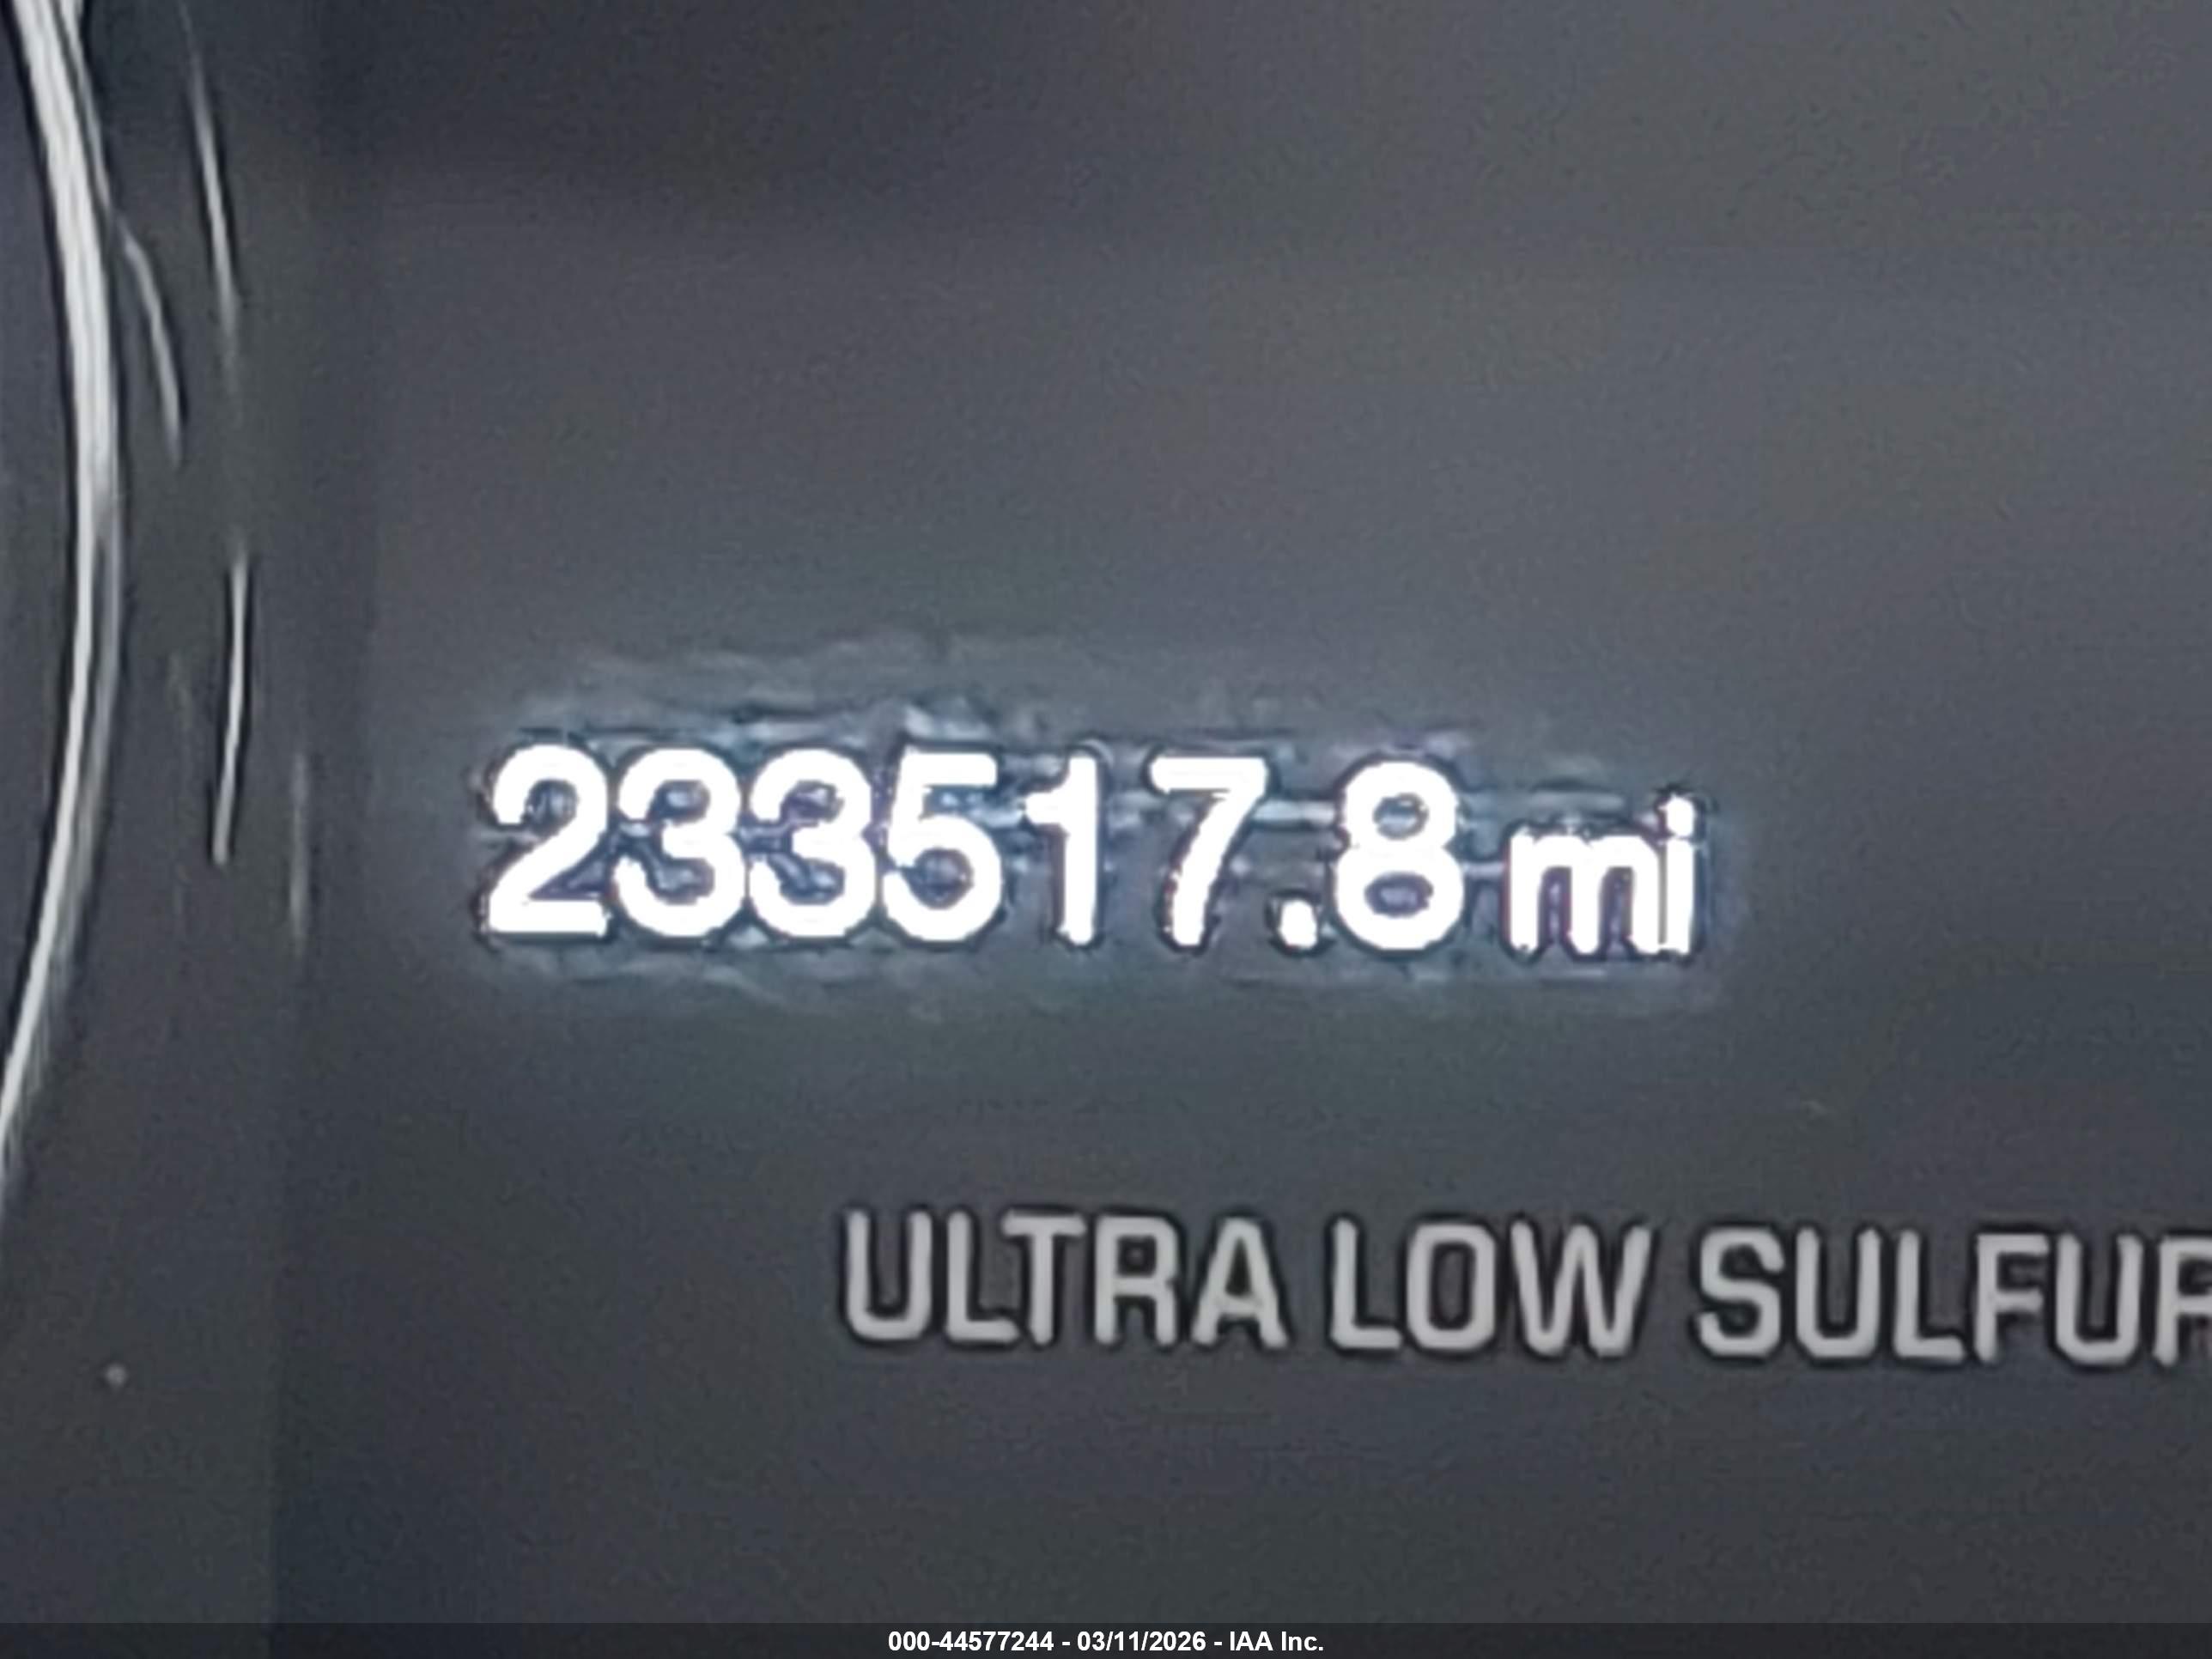 233517.8 mi
ULTRA LOW SULFUR
000-44577244 - 03/11/2026 - IAA Inc.